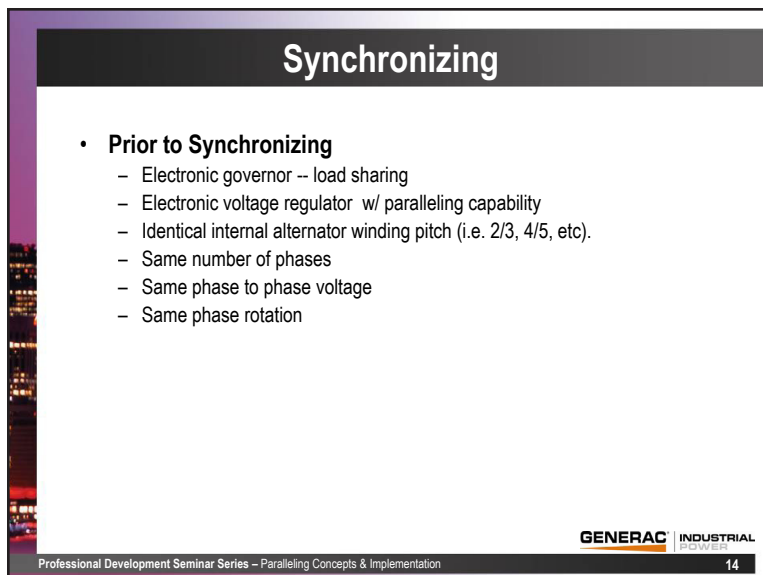 Synchronizing
• Prior to Synchronizing
– Electronic governor -- load sharing
– Electronic voltage regulator w/ paralleling capability
– Identical internal alternator winding pitch (i.e. 2/3, 4/5, etc).
– Same number of phases
– Same phase to phase voltage
– Same phase rotation
GENERAC® INDUSTRIAL
POWER
Professional Development Seminar Series – Paralleling Concepts & Implementation 14